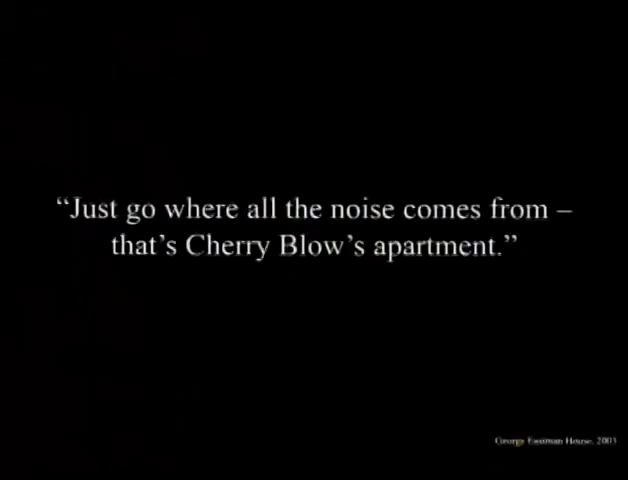 “Just go where all the noise comes from –
that’s Cherry Blow’s apartment.”
George Eastman House, 2003